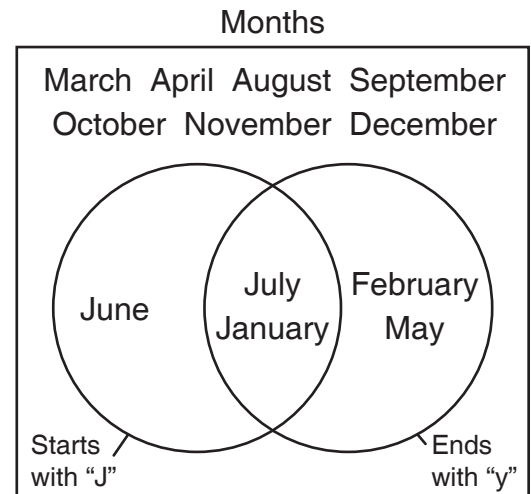 Months
March April August September
October November December
June
July
January
February
May
Starts
with “J”
Ends
with “y”